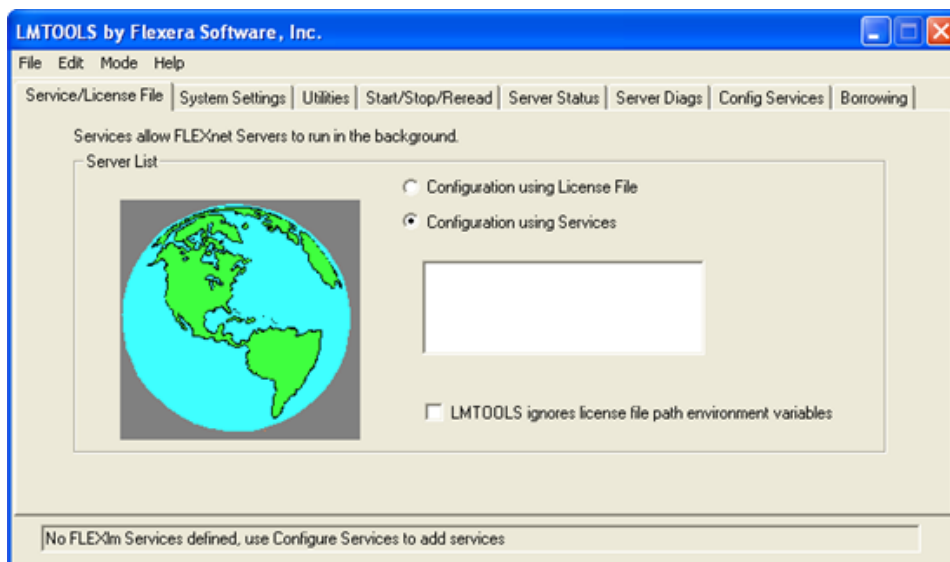 LMTOOLS by Flexera Software, Inc.
File Edit Mode Help
Service/License File System Settings Utilities Start/Stop/Reread Server Status Server Diags Config Services Borrowing
Services allow FLEXnet Servers to run in the background.
Server List
Configuration using License File
Configuration using Services
LMTOOLS ignores license file path environment variables
No FLEXlm Services defined, use Configure Services to add services